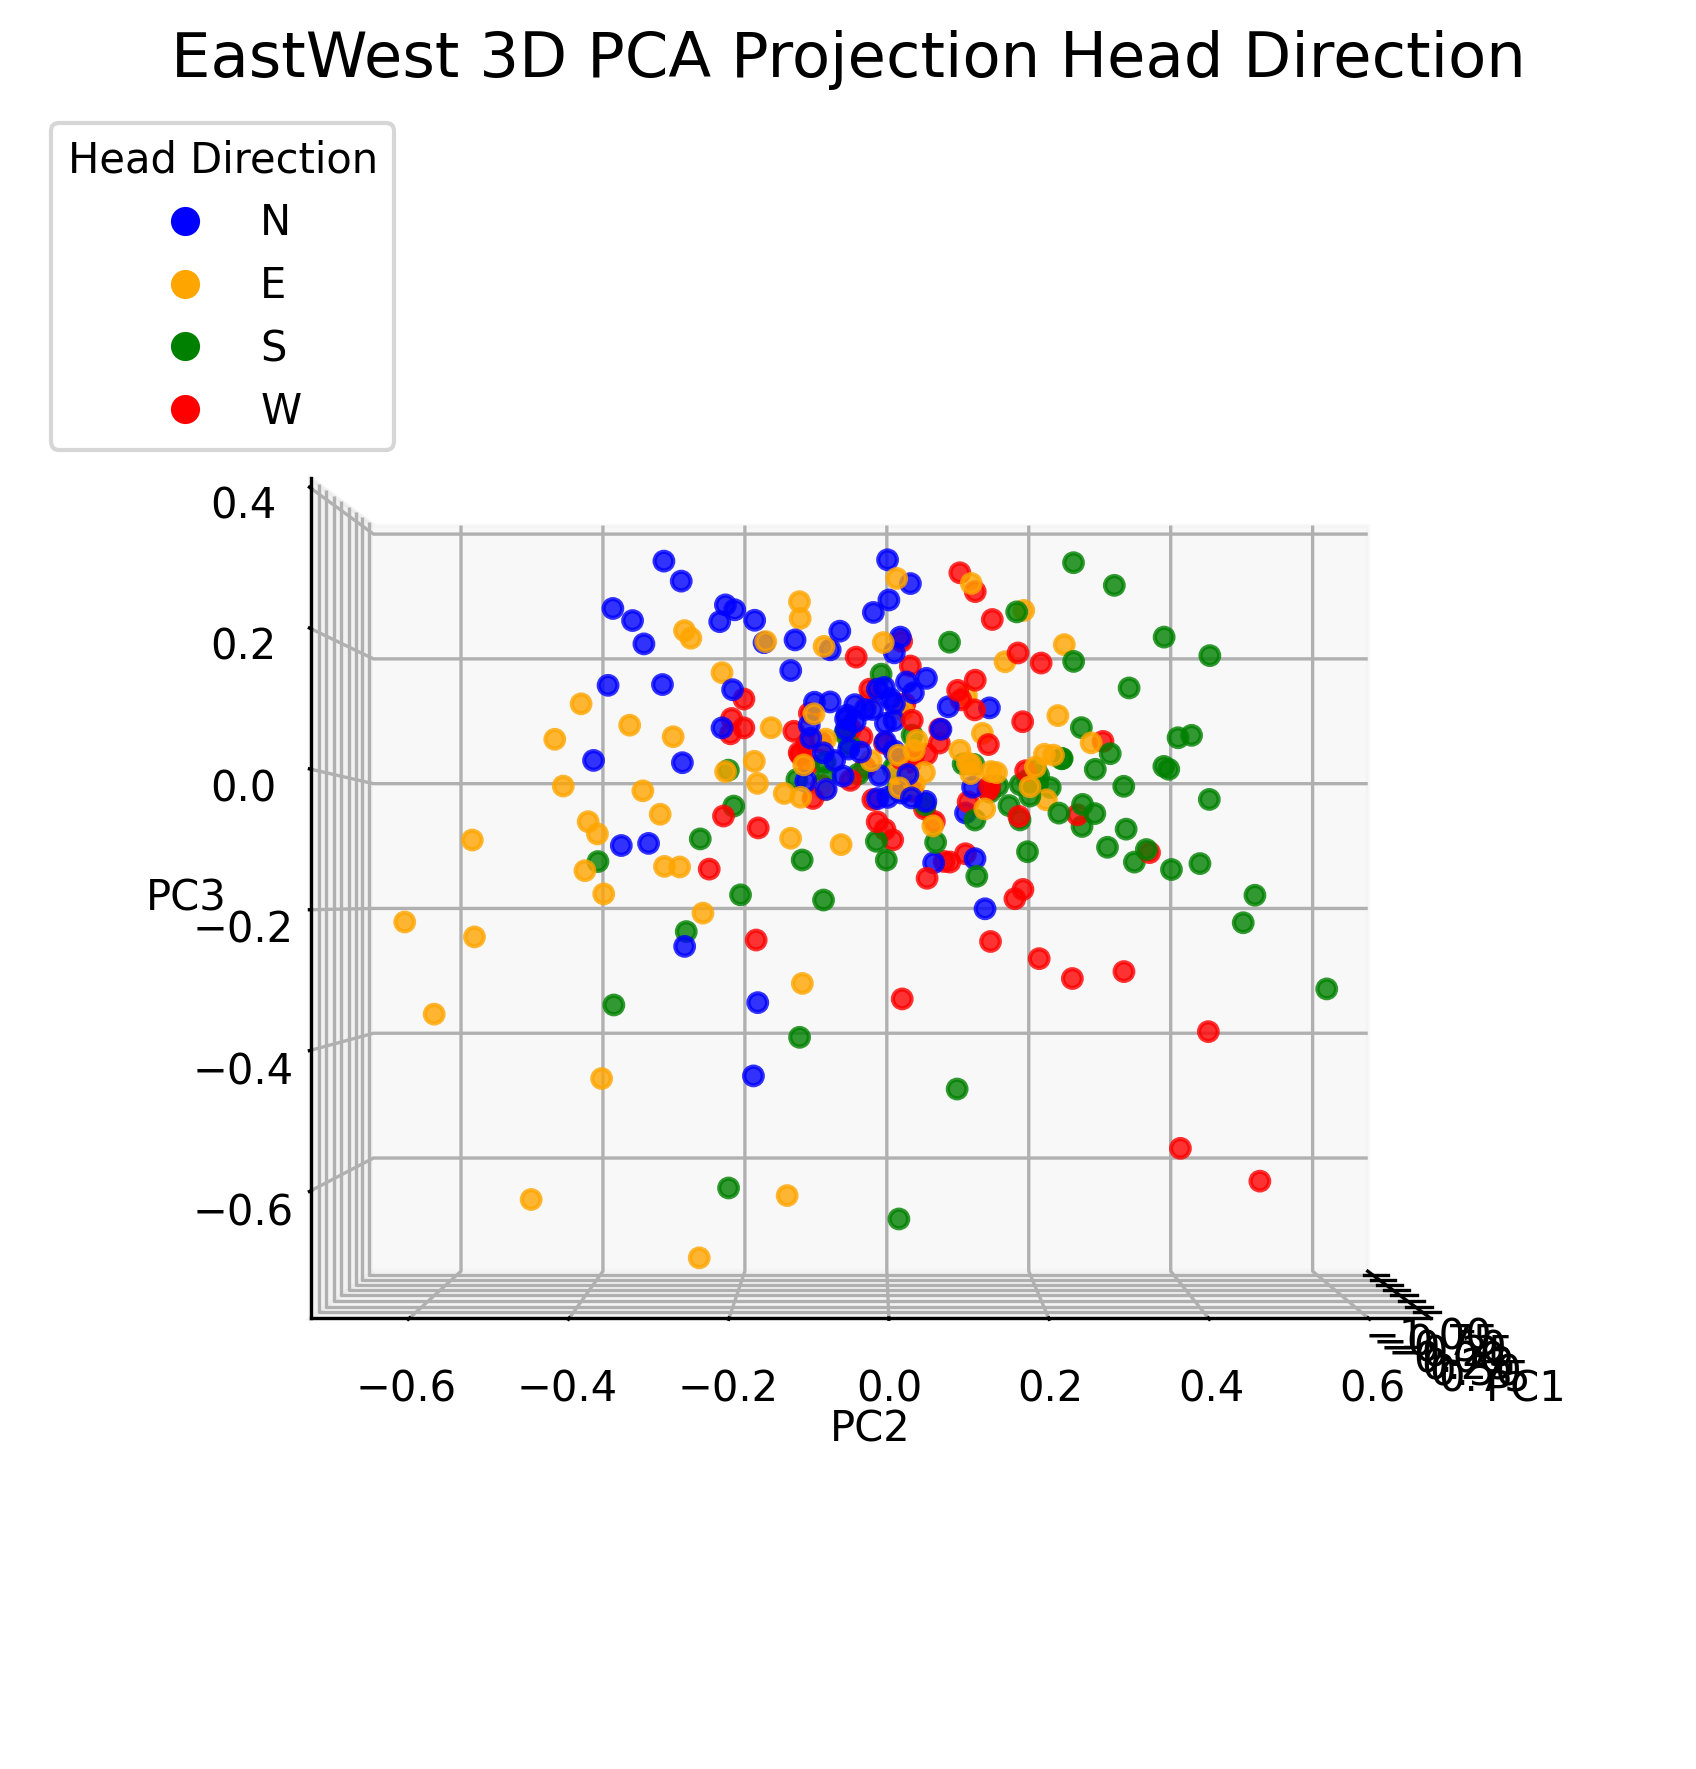 EastWest 3D PCA Projection Head Direction
Head Direction
N
E
S
W
0.4
0.2
0.0
−0.2
−0.4
−0.6
PC3
−0.6
−0.4
−0.2
0.0
0.2
0.4
0.6
PC2
PC1